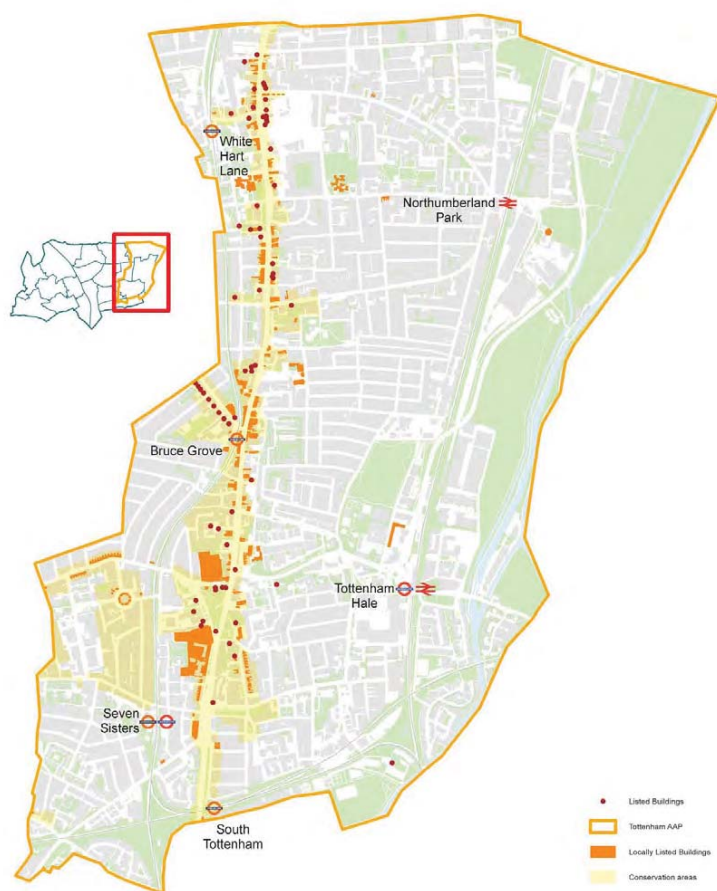 White
Hart
Lane
Northumberland
Park
Bruce Grove
Tottenham
Hale
Seven
Sisters
South
Tottenham
Listed Buildings
Tottenham AAP
Locally Listed Buildings
Conservation areas